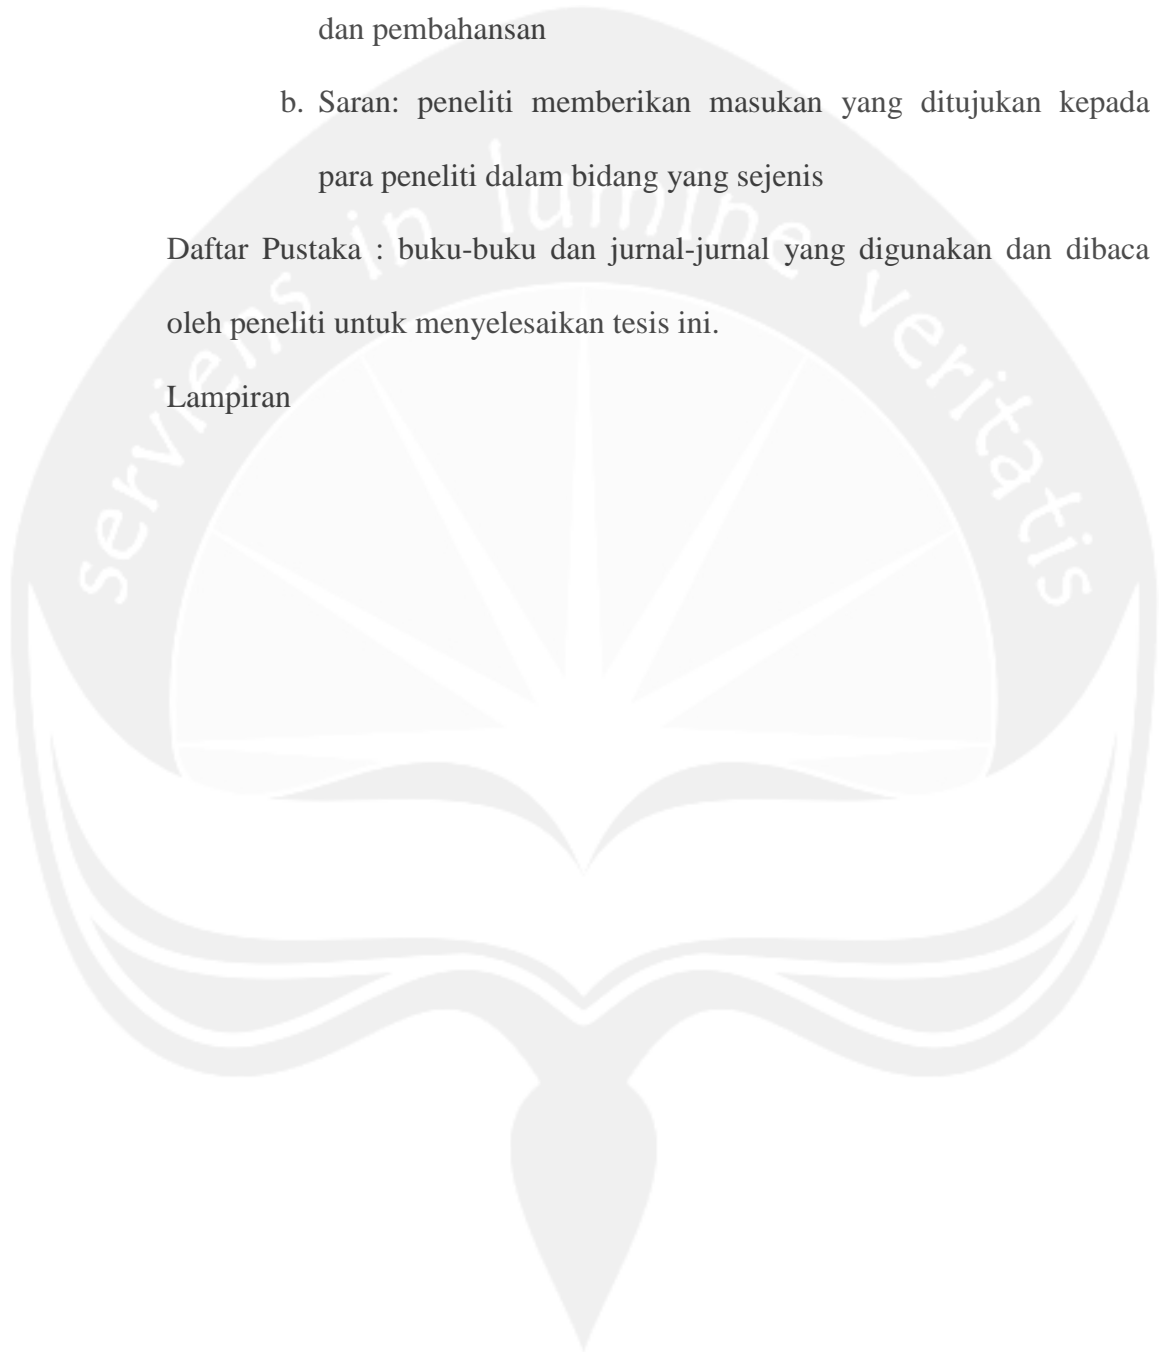 dan pembahansan
b. Saran: peneliti memberikan masukan yang ditujukan kepada
para peneliti dalam bidang yang sejenis
Daftar Pustaka : buku-buku dan jurnal-jurnal yang digunakan dan dibaca
oleh peneliti untuk menyelesaikan tesis ini.
Lampiran
serviens in lumine veritatis